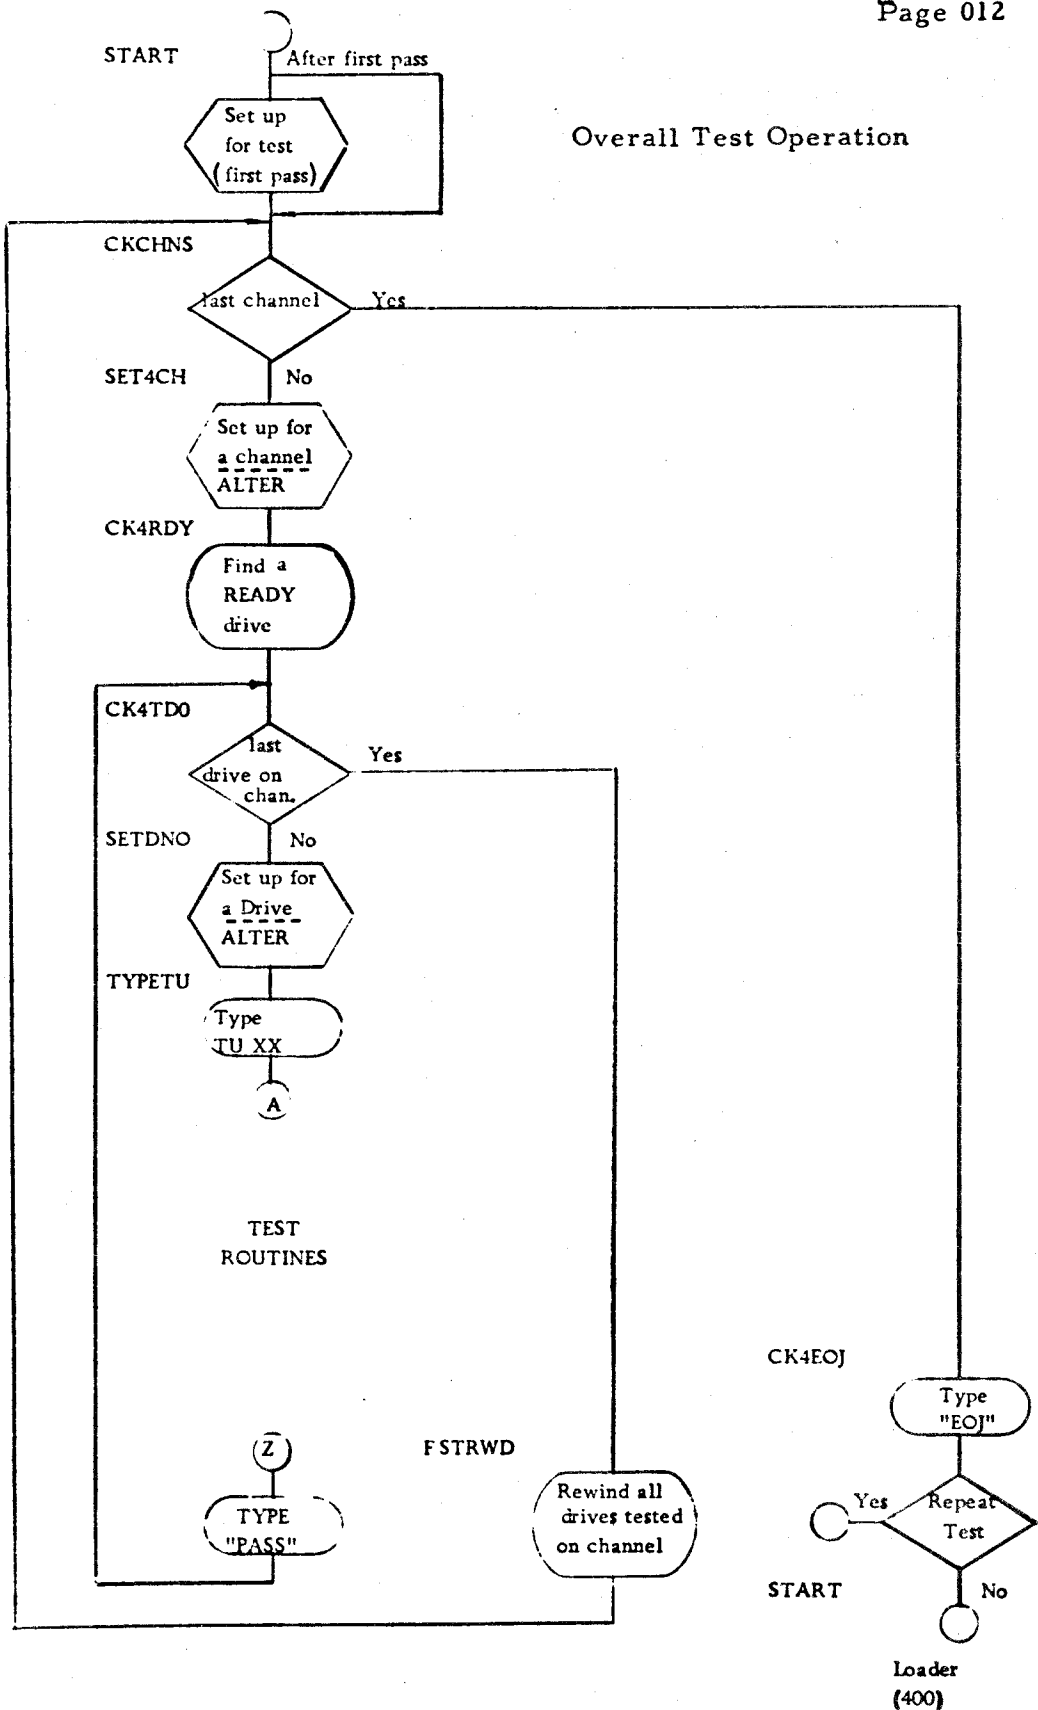 Page 012
START
After first pass
Set up
for test
(first pass)
Overall Test Operation
CKCHNS
last channel
Yes
SET4CH
No
Set up for
a channel
ALTER
CK4RDY
Find a
READY
drive
CK4TD0
last
drive on
chan.
Yes
SETDNO
No
Set up for
a Drive
ALTER
TYPETU
Type
TU XX
A
TEST
ROUTINES
CK4EOJ
Type
"EOJ"
Z
FSTRWD
TYPE
"PASS"
Rewind all
drives tested
on channel
Yes
Repeat
Test
START
No
Loader
(400)